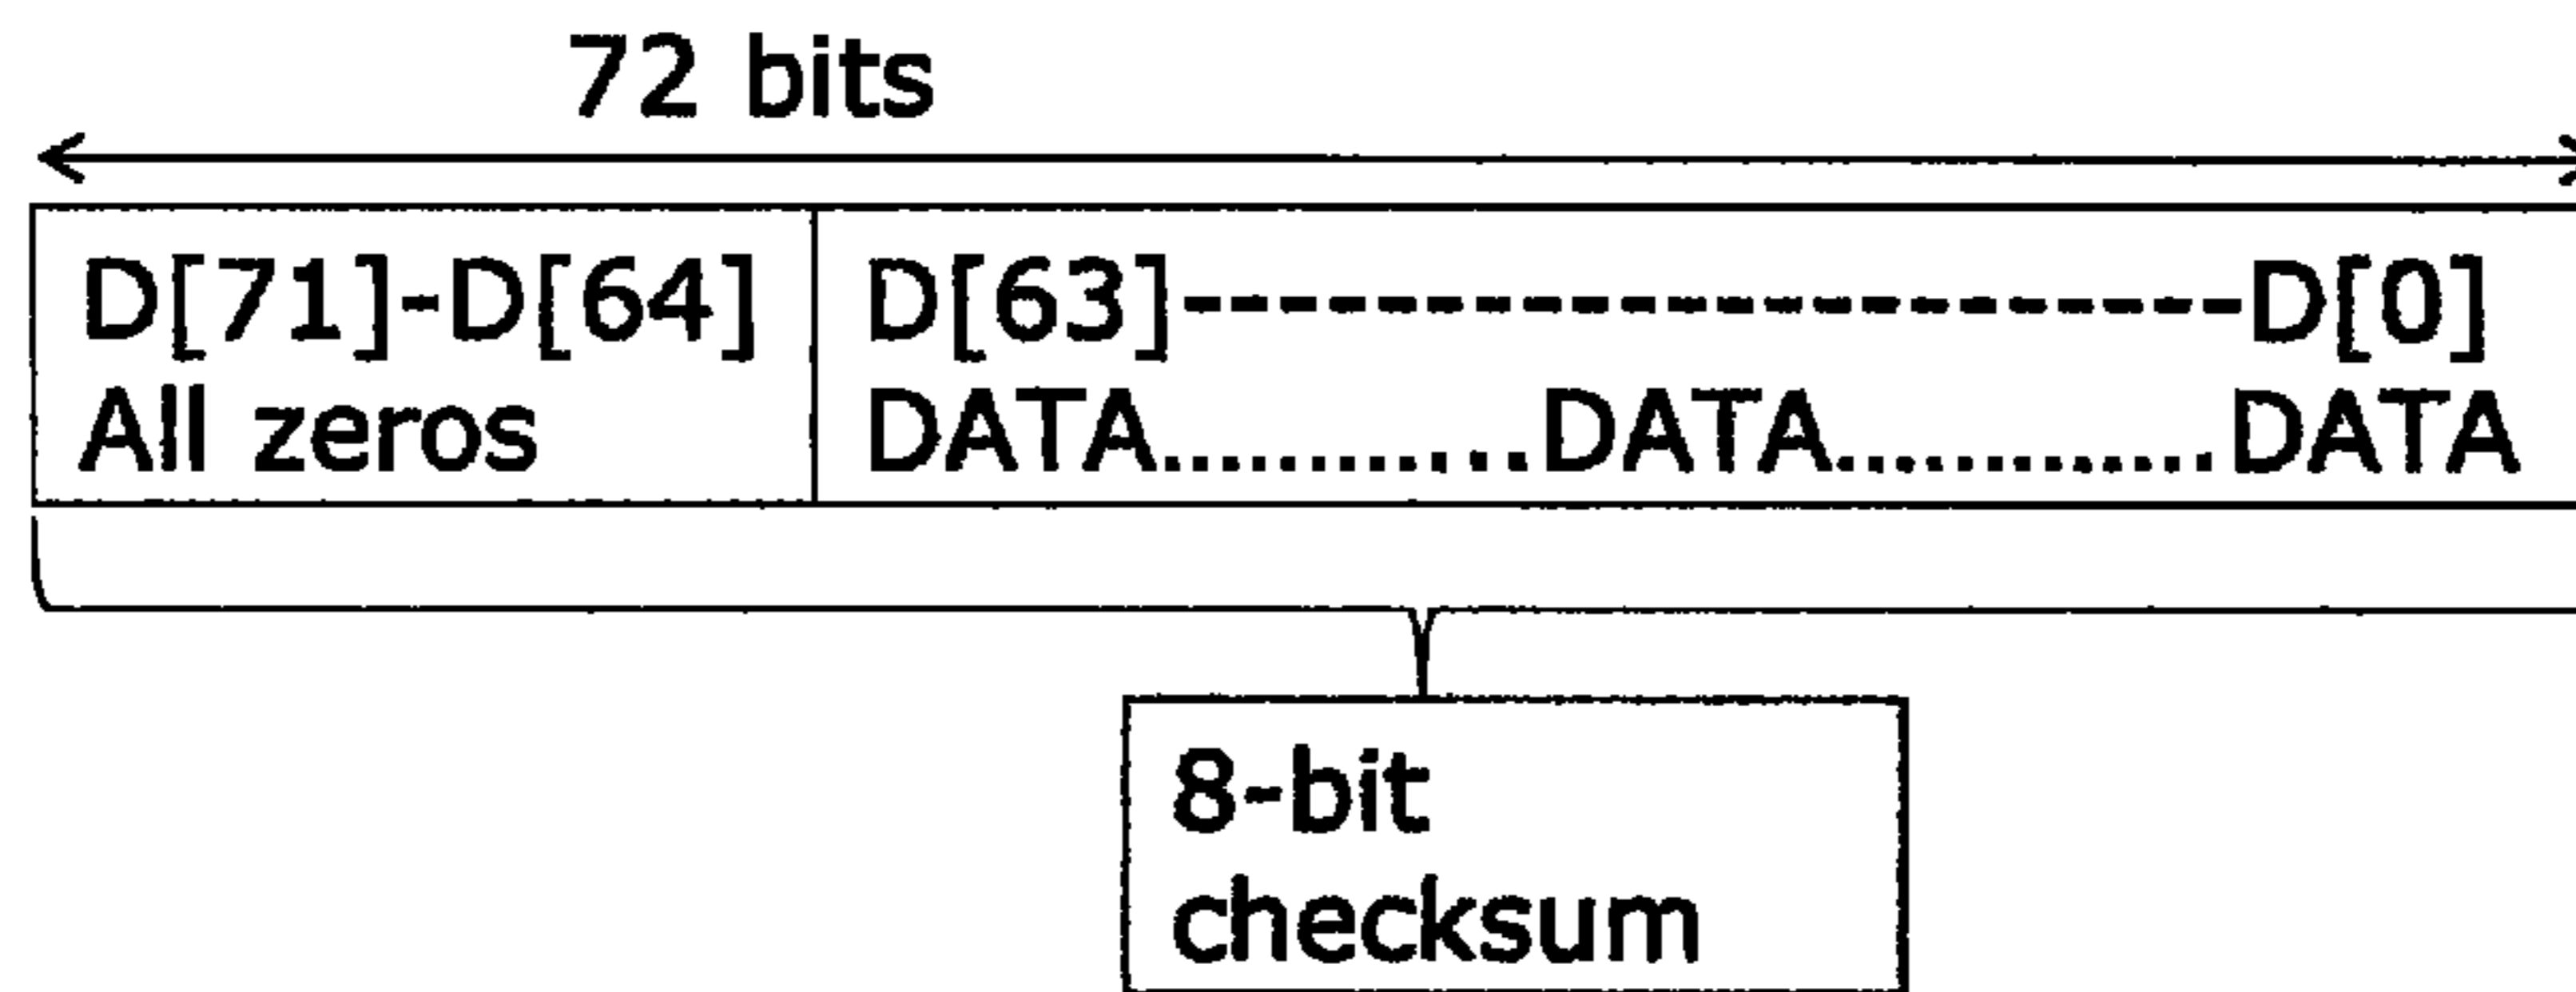 72 bits
D[71]-D[64] D[63]----------------------D[0]
All zeros DATA............DATA.............DATA
8-bit
checksum